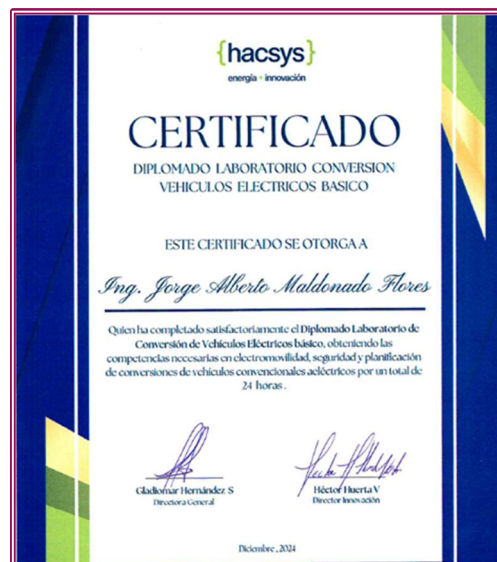 {hacsys}
energía + innovación
CERTIFICADO
DIPLOMADO LABORATORIO CONVERSION
VEHICULOS ELECTRICOS BASICO
ESTE CERTIFICADO SE OTORGA A
Ing. Jorge Alberto Maldonado Flores
Quien ha completado satisfactoriamente el Diplomado Laboratorio de
Conversión de Vehículos Eléctricos básico, obteniendo las
competencias necesarias en electromovilidad, seguridad y planificación
de conversiones de vehículos convencionales aeléctricos por un total de
24 horas .
Gladiomar Hernández S
Directora General
Héctor Huerta V
Director Innovación
Diciembre , 2024